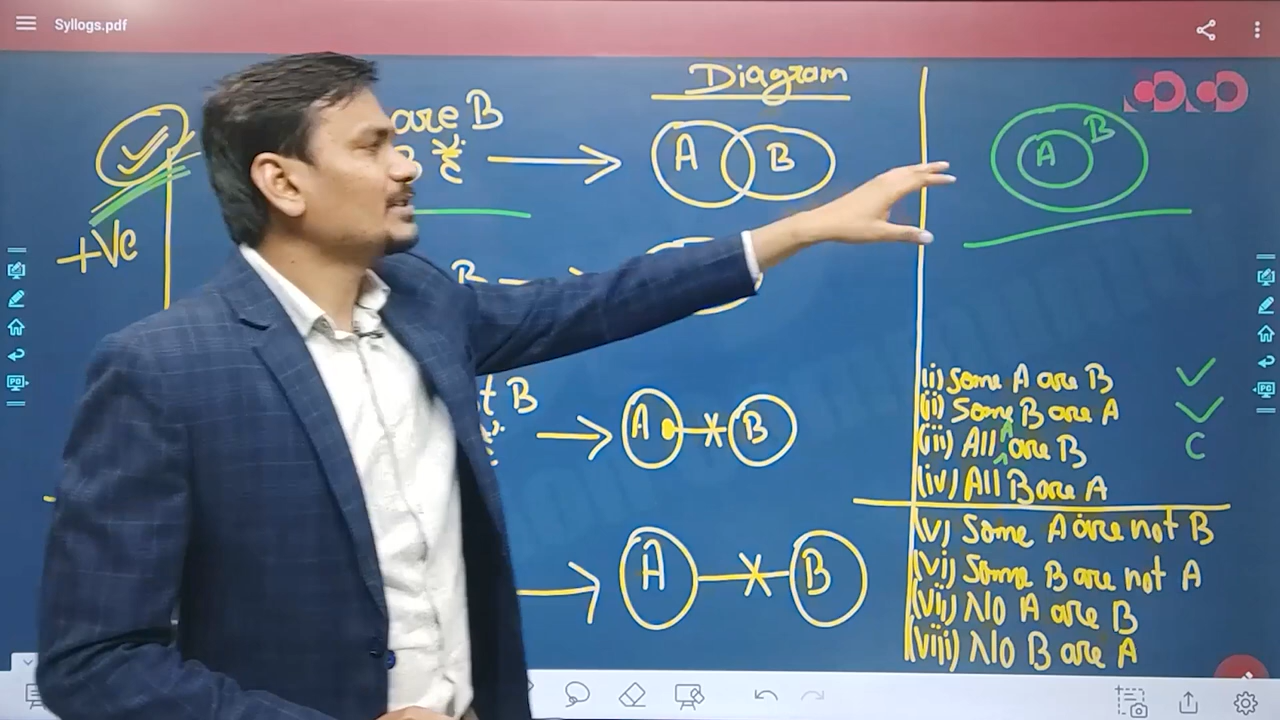 Syllogs.pdf
Diagram
are B
A B
B
A
+Ve
B
t B
A B
A B
(i) Some A are B
(ii) Some B are A
(iii) All A are B
C
(iv) All B are A
(v) Some A are not B
(vi) Some B are not A
(vii) No A are B
(viii) No B are A